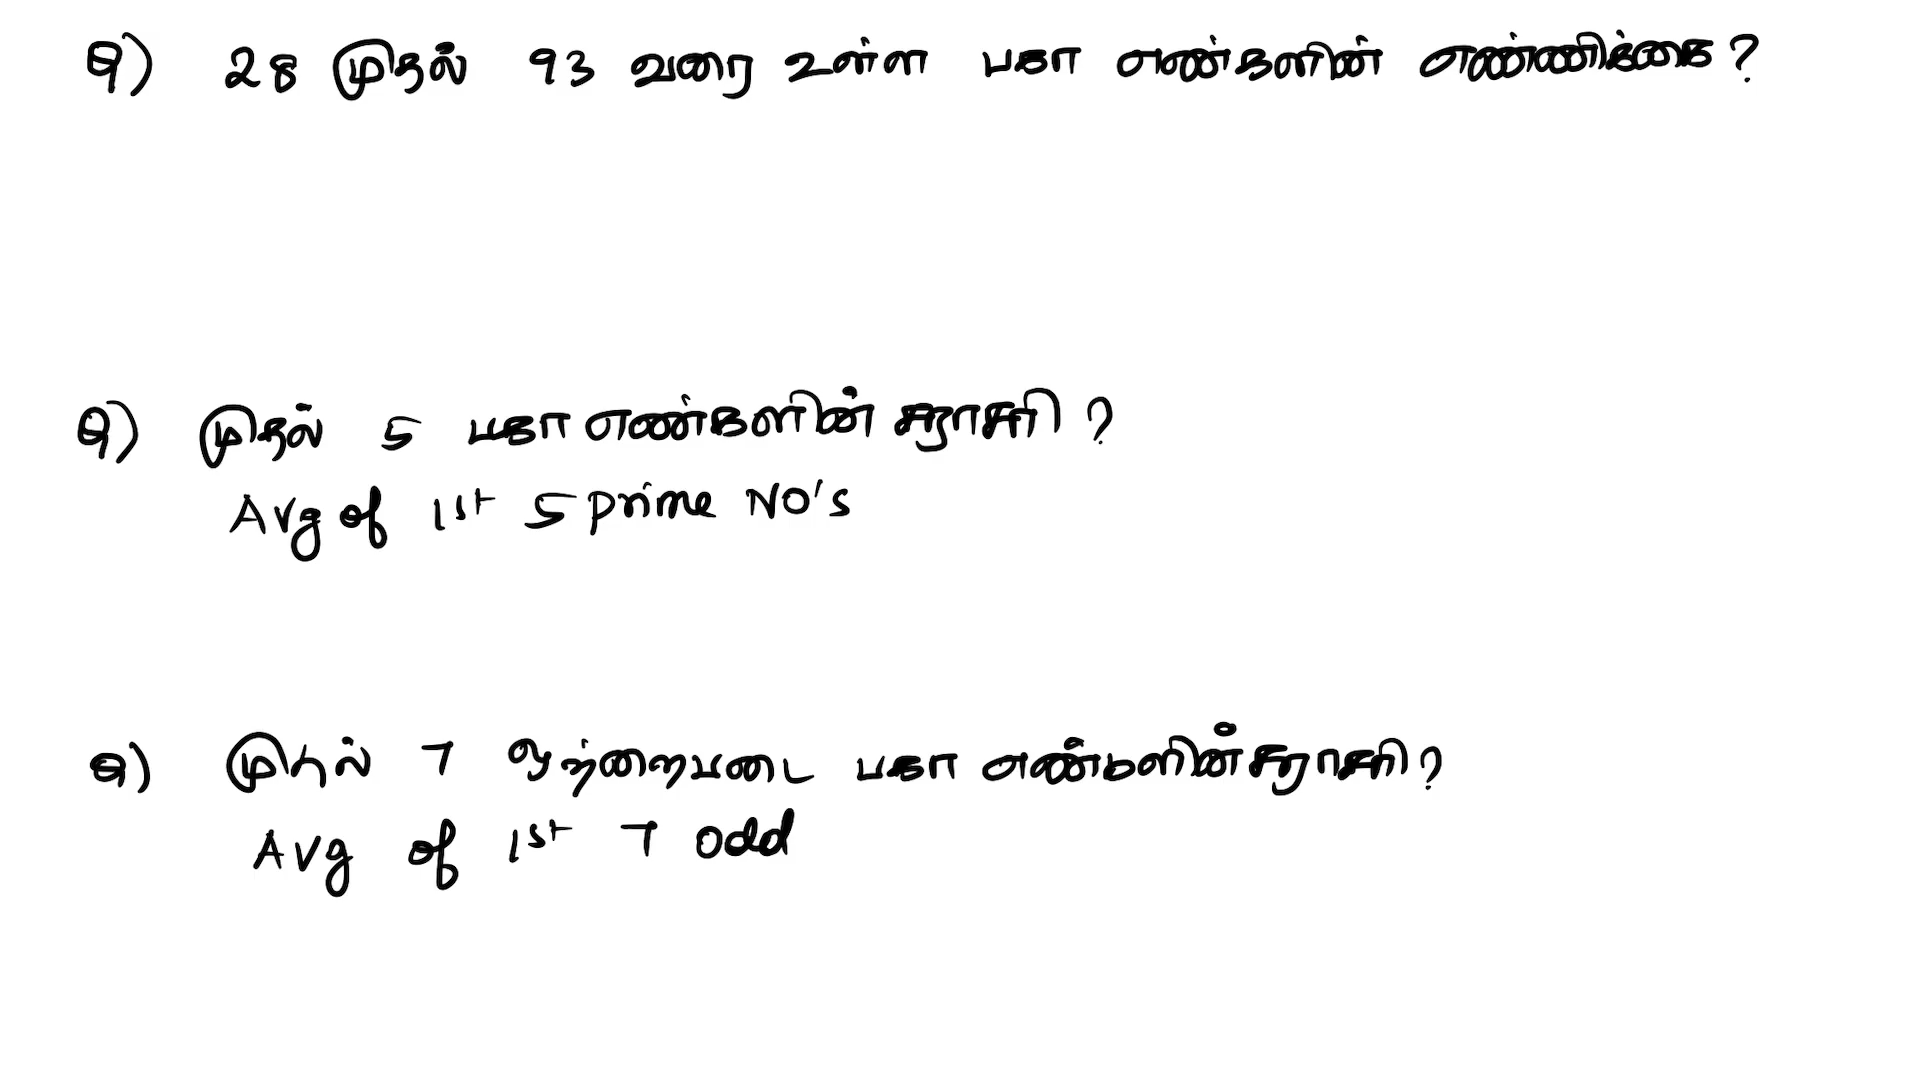 Q) 28 முதல் 93 வரை உள்ள பகா எண்களின் எண்ணிக்கை?
Q) முதல் 5 பகா எண்களின் சராசரி?
Avg of 1st 5 prime NO's
Q) முதல் 7 ஒற்றைபடை பகா எண்களின் சராசரி?
Avg of 1st 7 odd